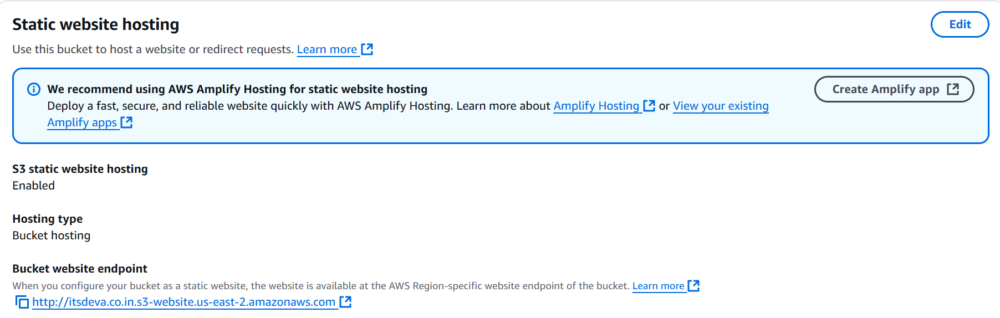 Static website hosting
Edit
Use this bucket to host a website or redirect requests. Learn more
We recommend using AWS Amplify Hosting for static website hosting
Create Amplify app
Deploy a fast, secure, and reliable website quickly with AWS Amplify Hosting. Learn more about Amplify Hosting or View your existing
Amplify apps
S3 static website hosting
Enabled
Hosting type
Bucket hosting
Bucket website endpoint
When you configure your bucket as a static website, the website is available at the AWS Region-specific website endpoint of the bucket. Learn more
http://itsdeva.co.in.s3-website.us-east-2.amazonaws.com